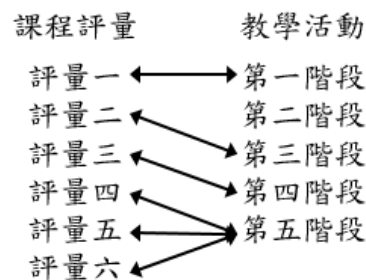 課程評量 教學活動
評量一 第一階段
評量二 第二階段
評量三 第三階段
評量四 第四階段
評量五 第五階段
評量六